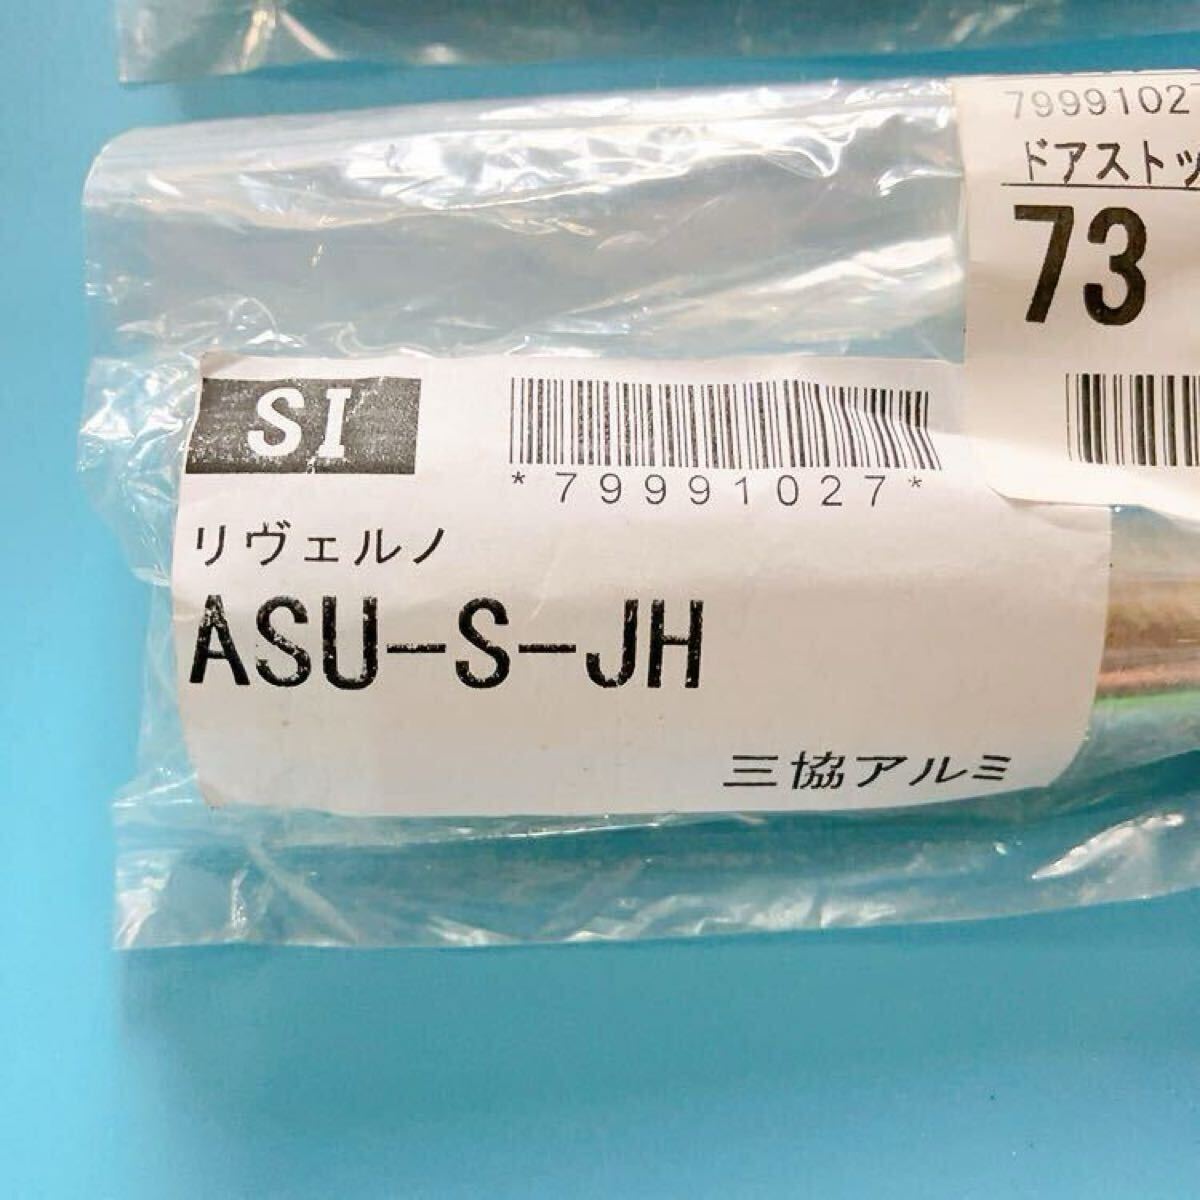 7999102
ドアストッ
73
SI
*79991027*
リヴェルノ
ASU-S-JH
三協アルミ